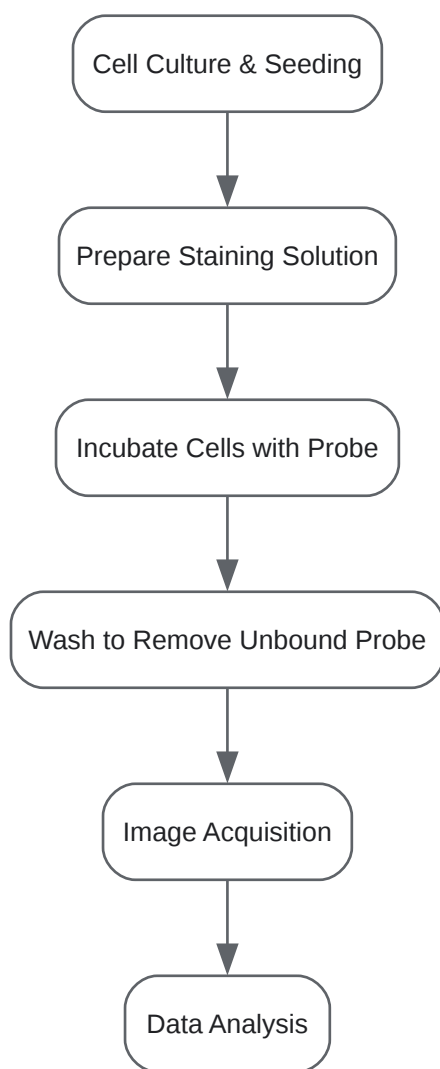 Cell Culture & Seeding
Prepare Staining Solution
Incubate Cells with Probe
Wash to Remove Unbound Probe
Image Acquisition
Data Analysis